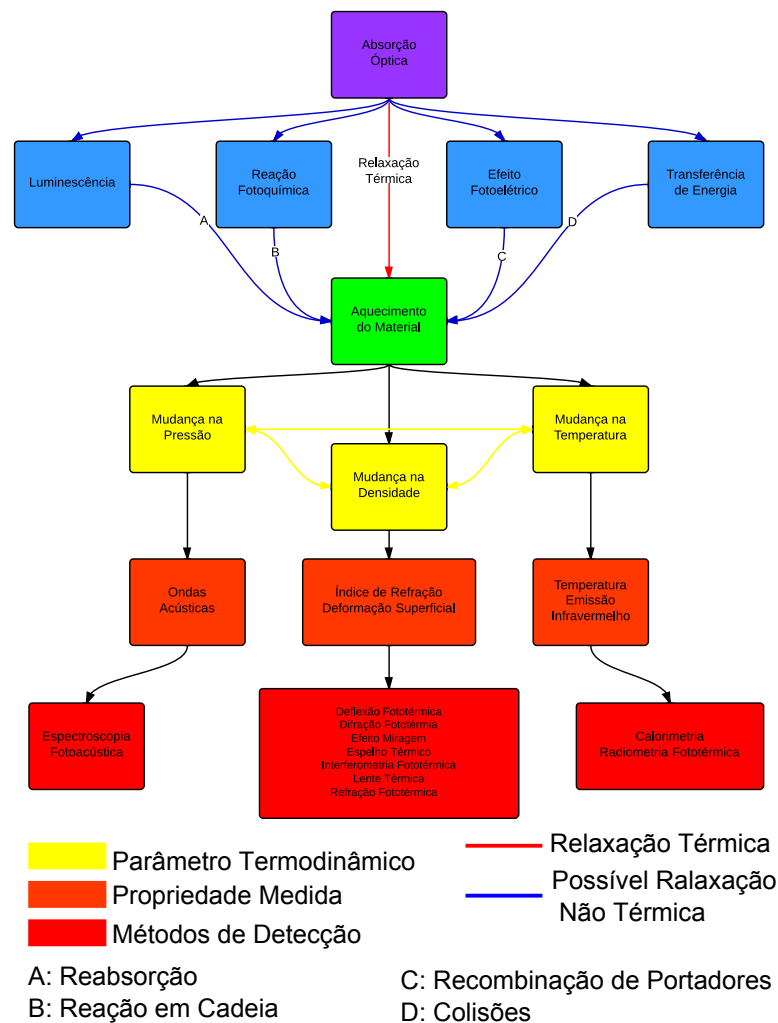 Absorção
Óptica
Luminescência
Reação
Fotoquímica
Relaxação
Térmica
Efeito
Fotoelétrico
Transferência
de Energia
A
B
C
D
Aquecimento
do Material
Mudança na
Pressão
Mudança na
Densidade
Mudança na
Temperatura
Ondas
Acústicas
Índice de Refração
Deformação Superficial
Temperatura
Emissão
Infravermelho
Espectroscopia
Fotoacústica
Deflexão Fototérmica
Difração Fototérmia
Efeito Miragem
Espelho Térmico
Interferometria Fototérmica
Lente Térmica
Refração Fototérmica
Calorimetria
Radiometria Fototérmica
Parâmetro Termodinâmico
Propriedade Medida
Métodos de Detecção
Relaxação Térmica
Possível Ralaxação
Não Térmica
A: Reabsorção
B: Reação em Cadeia
C: Recombinação de Portadores
D: Colisões